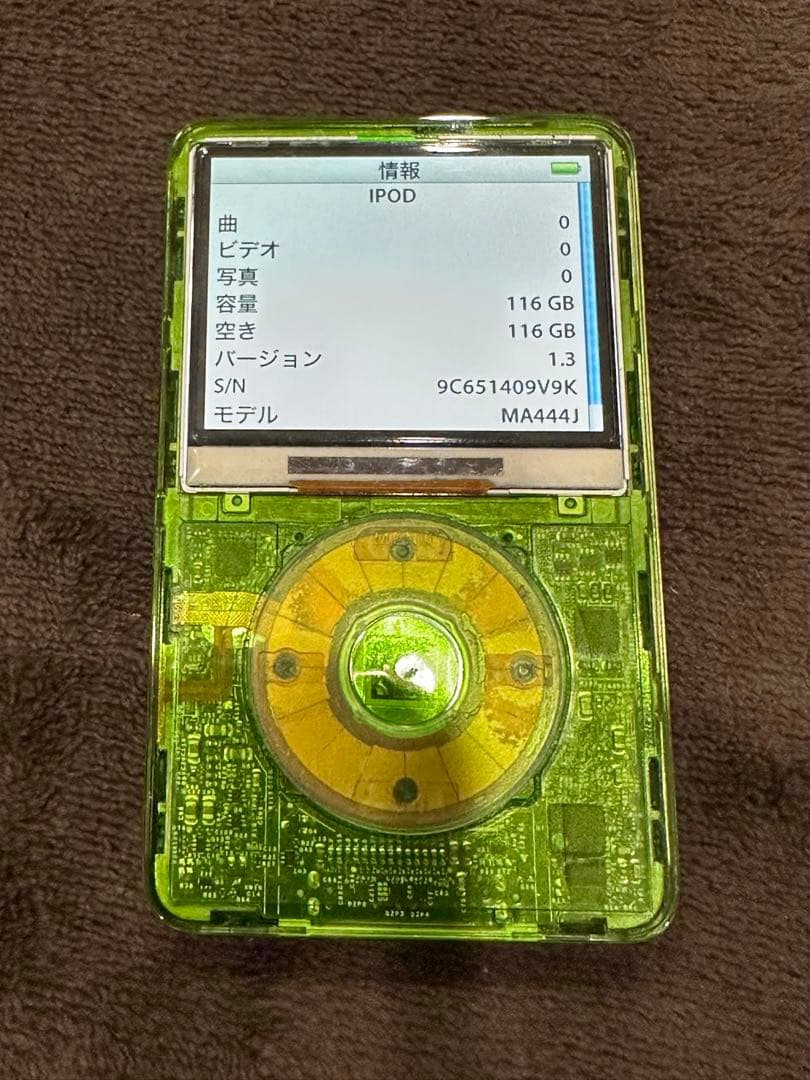 情報
IPOD
曲 0
ビデオ 0
写真 0
容量 116 GB
空き 116 GB
バージョン 1.3
S/N 9C651409V9K
モデル MA444J
MENU